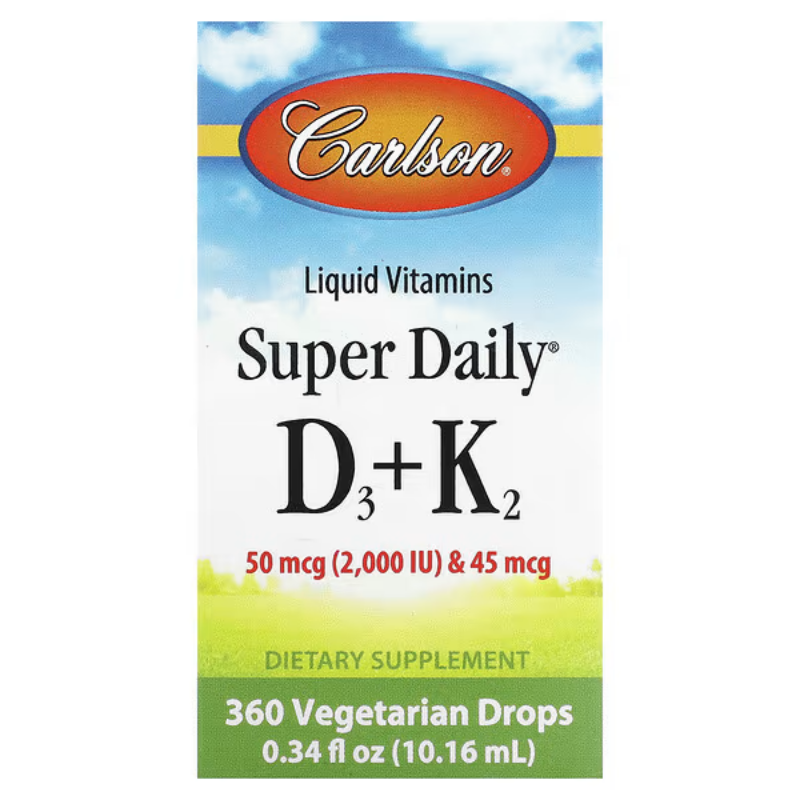 Carlson®
Liquid Vitamins
Super Daily®
D₃+K₂
50 mcg (2,000 IU) & 45 mcg
DIETARY SUPPLEMENT
360 Vegetarian Drops
0.34 fl oz (10.16 mL)